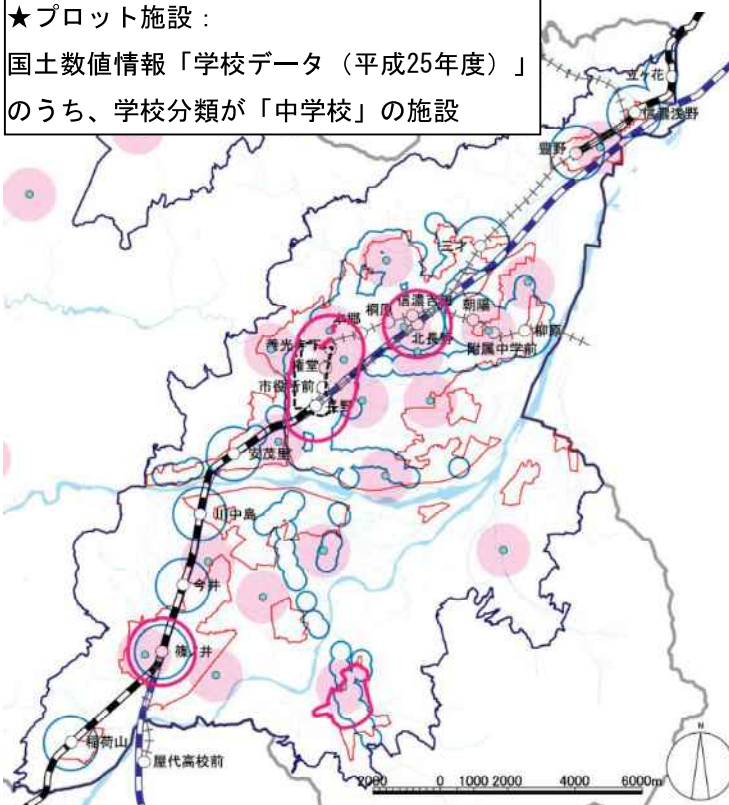 ★プロット施設：
国土数値情報「学校データ（平成25年度）」
のうち、学校分類が「中学校」の施設
立ヶ花
信濃浅野
豊野
三才
信濃吉田
朝陽
桐原
本郷
北長野
柳原
附属中学前
善光寺下
権堂
市役所前
長野
安茂里
川中島
今井
篠ノ井
稲荷山
屋代高校前
N
2000 0 1000 2000 4000 6000m